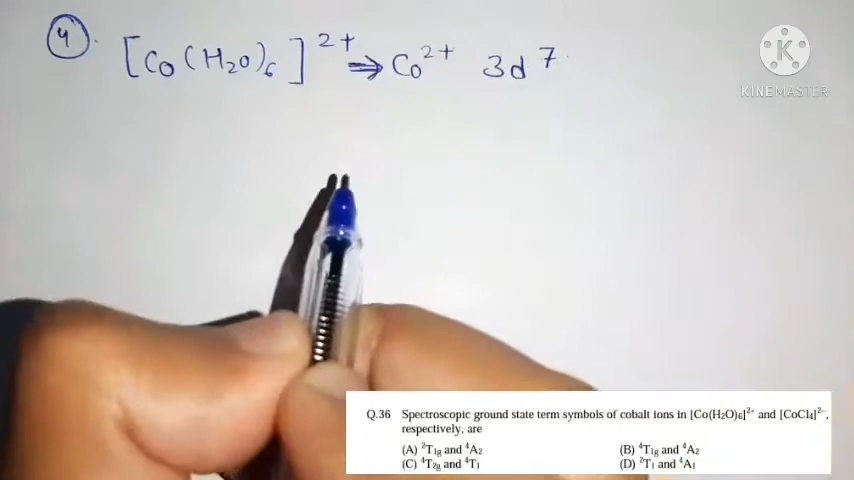 4. [Co(H₂O)₆]²⁺ ⇒ Co²⁺ 3d⁷
KINEMASTER
Q.36 Spectroscopic ground state term symbols of cobalt ions in [Co(H₂O)₆]²⁺ and [CoCl₄]²⁻,
respectively, are
(A) ²T₁g and ⁴A₂ (B) ⁴T₁g and ⁴A₂
(C) ⁴T₂g and ⁴T₁ (D) ²T₁ and ⁴A₁